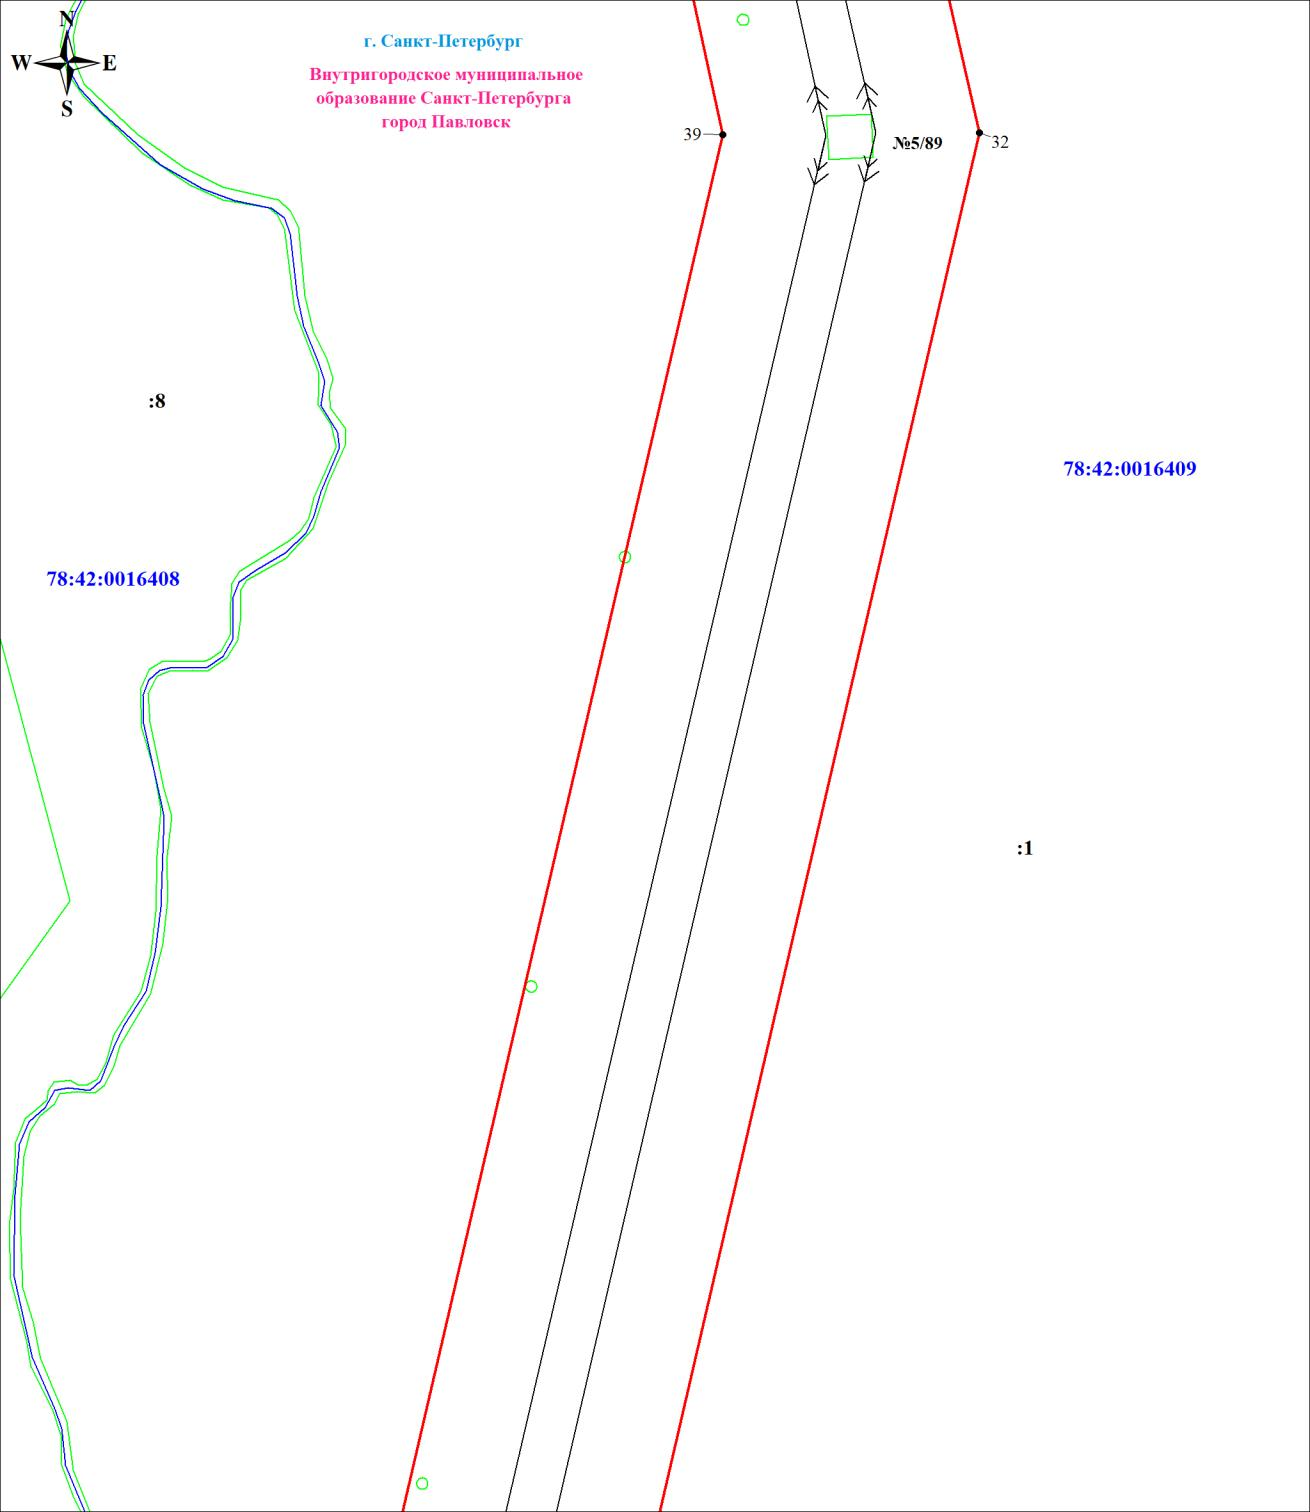 N
W E
S
г. Санкт-Петербург
Внутригородское муниципальное
образование Санкт-Петербурга
город Павловск
39
№5/89
32
:8
78:42:0016409
78:42:0016408
:1